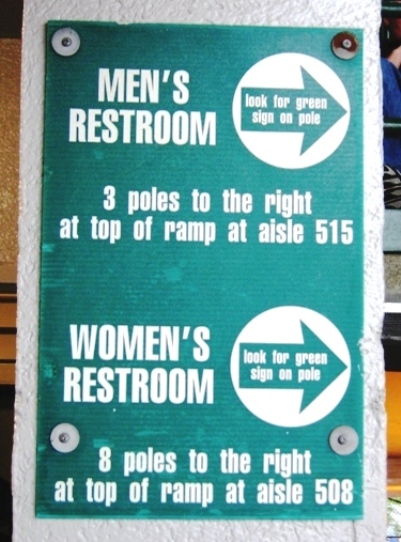 MEN'S
RESTROOM
look for green
sign on pole
3 poles to the right
at top of ramp at aisle 515
WOMEN'S
RESTROOM
look for green
sign on pole
8 poles to the right
at top of ramp at aisle 508